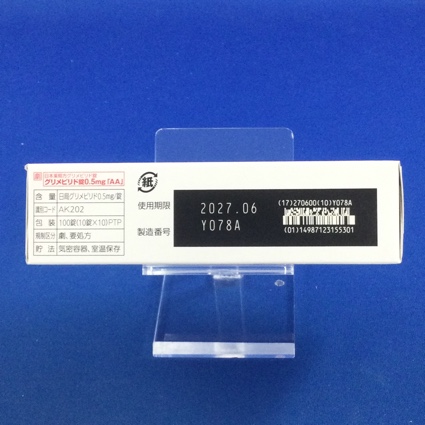 劇 日本薬局方グリメピリド錠
グリメピリド錠0.5mg「AA」
含 量 日局グリメピリド0.5mg/錠
識別コード AK202
包 装 100錠(10錠×10)PTP
規制区分 劇、要処方
貯 法 気密容器、室温保存
紙
使用期限 2027.06
製造番号 Y078A
(17)270600(10)Y078A
(01)14987123155301